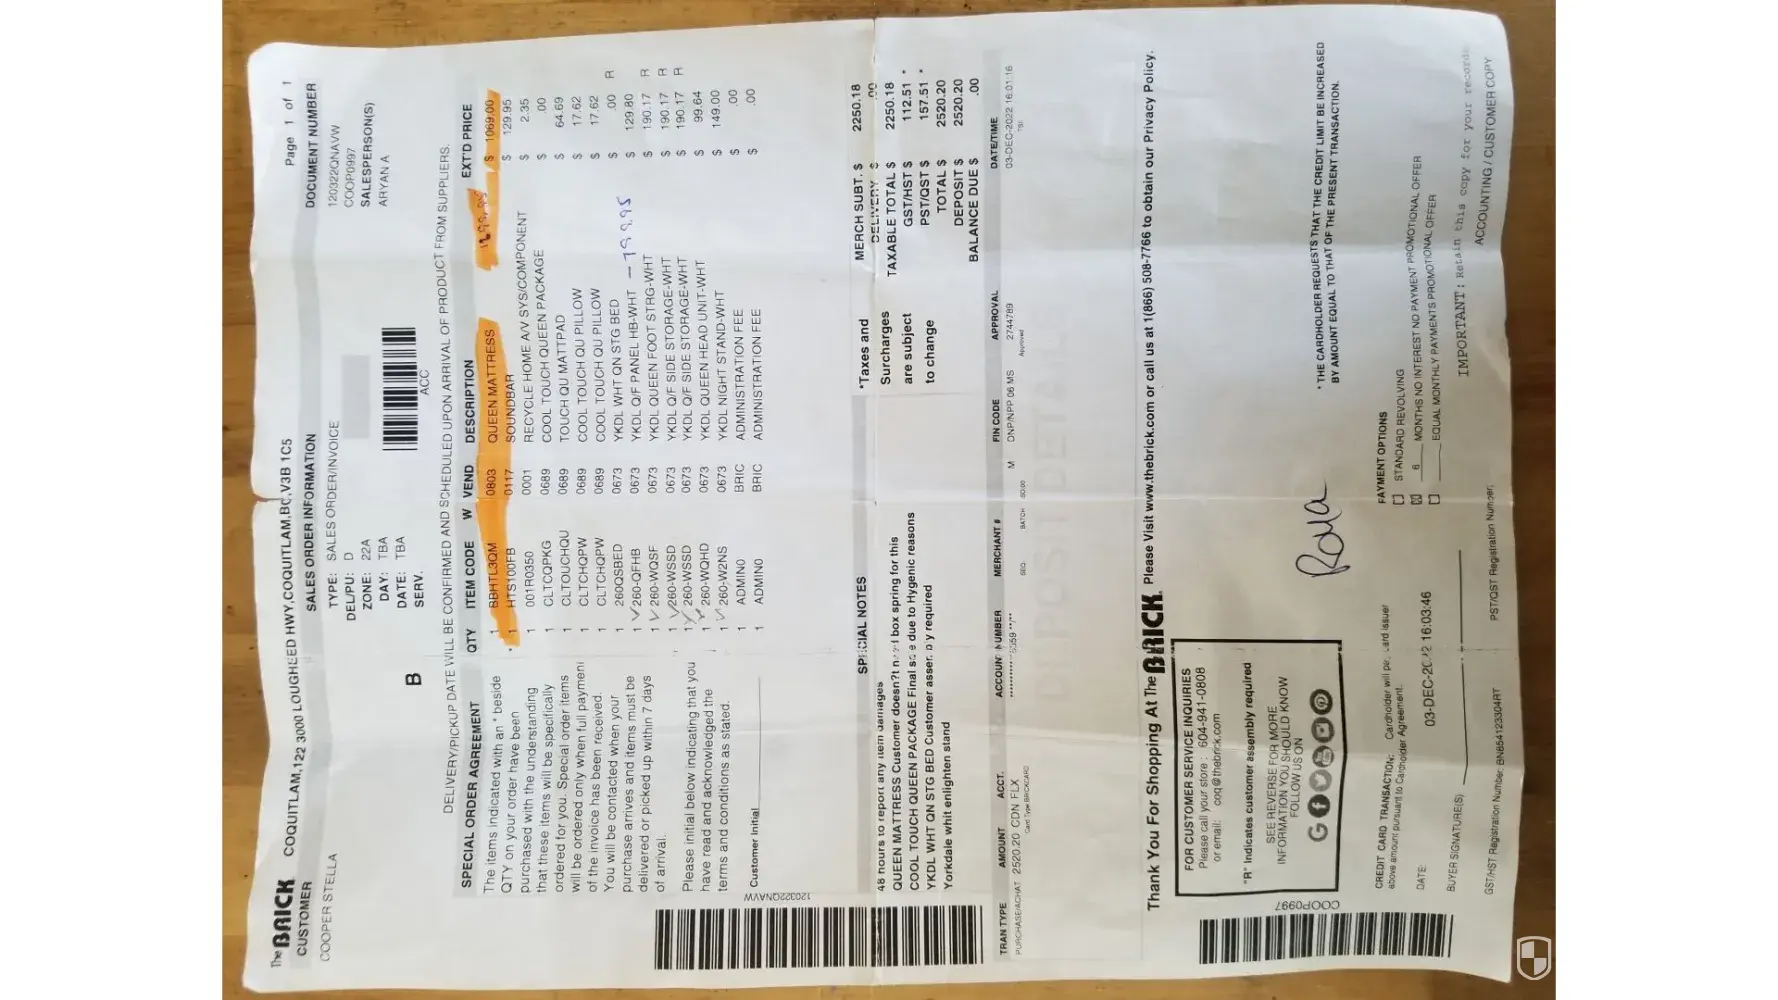 The BRICK COQUITLAM,122 3000 LOUGHEED HWY,COQUITLAM,BC,V3B 1C5
Page 1 of 1
CUSTOMER
COOPER STELLA
SALES ORDER INFORMATION
TYPE: SALES ORDER/INVOICE
DEL/PU: D
ZONE: 22A
DAY: TBA
DATE: TBA
SERV.
B
ACC
DOCUMENT NUMBER
120322QNAVW
COOP0997
SALESPERSON(S)
ARYAN A
DELIVERY/PICKUP DATE WILL BE CONFIRMED AND SCHEDULED UPON ARRIVAL OF PRODUCT FROM SUPPLIERS.
SPECIAL ORDER AGREEMENT
The items indicated with an * beside
QTY on your order have been
purchased with the understanding
that these items will be specifically
ordered for you. Special order items
will be ordered only when full payment
of the invoice has been received.
You will be contacted when your
purchase arrives and items must be
delivered or picked up within 7 days
of arrival.
Please initial below indicating that you
have read and acknowledged the
terms and conditions as stated.
Customer Initial
QTY ITEM CODE W VEND DESCRIPTION EXT'D PRICE
1 BBHTL3QM 0803 QUEEN MATTRESS $ 1069.00
* 1 HTS100FB 0117 SOUNDBAR $ 129.95
1 001R0350 0001 RECYCLE HOME A/V SYS/COMPONENT $ 2.35
1 CLTCQPKG 0689 COOL TOUCH QUEEN PACKAGE $ .00
1 CLTOUCHQU 0689 TOUCH QU MATTPAD $ 64.69
1 CLTCHQPW 0689 COOL TOUCH QU PILLOW $ 17.62
1 CLTCHQPW 0689 COOL TOUCH QU PILLOW $ 17.62
1 260QSBED 0673 YKDL WHT QN STG BED $ .00 R
1 260-QFHB 0673 YKDL Q/F PANEL HB-WHT - 799.95 $ 129.80
1 260-WQSF 0673 YKDL QUEEN FOOT STRG-WHT $ 190.17 R
1 260-WSSD 0673 YKDL Q/F SIDE STORAGE-WHT $ 190.17 R
1 260-WSSD 0673 YKDL Q/F SIDE STORAGE-WHT $ 190.17 R
1 260-WQHD 0673 YKDL QUEEN HEAD UNIT-WHT $ 99.64
1 260-W2NS 0673 YKDL NIGHT STAND-WHT $ 149.00
1 ADMIN0 BRIC ADMINISTRATION FEE $ .00
1 ADMIN0 BRIC ADMINISTRATION FEE $ .00
120322QNAVW
SPECIAL NOTES
48 hours to report any item damages
QUEEN MATTRESS Customer doesn?t box spring for this
COOL TOUCH QUEEN PACKAGE Final sale due to Hygenic reasons
YKDL WHT QN STG BED Customer required
Yorkdale whit enlighten stand
*Taxes and
Surcharges
are subject
to change
MERCH SUBT. $ 2250.18
DELIVERY $ .00
TAXABLE TOTAL $ 2250.18
GST/HST $ 112.51 *
PST/QST $ 157.51 *
TOTAL $ 2520.20
DEPOSIT $ 2520.20
BALANCE DUE $ .00
TRAN TYPE AMOUNT ACCT. ACCOUNT NUMBER MERCHANT # FIN CODE APPROVAL DATE/TIME
PURCHASE/ACHAT 2520.20 CDN FLX M DNP/NPP 06 MS 2744789 03-DEC-2022 16:01:16
Card Type:BRICKCARD SEQ. BATCH Approved
Thank You For Shopping At The BRICK. Please Visit www.thebrick.com or call us at 1(866) 508-7766 to obtain our Privacy Policy.
FOR CUSTOMER SERVICE INQUIRIES
Please call your store : 604-941-0808
or email: coq@thebrick.com
"R" Indicates customer assembly required
SEE REVERSE FOR MORE
INFORMATION YOU SHOULD KNOW
FOLLOW US ON
COOP0997
* THE CARDHOLDER REQUESTS THAT THE CREDIT LIMIT BE INCREASED
BY AMOUNT EQUAL TO THAT OF THE PRESENT TRANSACTION.
CREDIT CARD TRANSACTION: Cardholder will pay card issuer
above amount pursuant to Cardholder Agreement.
DATE: 03-DEC-2022 16:03:46
BUYER SIGNATURE(S)
PAYMENT OPTIONS
STANDARD REVOLVING
6 MONTHS NO INTEREST NO PAYMENT PROMOTIONAL OFFER
EQUAL MONTHLY PAYMENTS PROMOTIONAL OFFER
IMPORTANT: Retain this copy for your records
ACCOUNTING / CUSTOMER COPY
GST/HST Registration Number: BN854123304RT
PST/QST Registration Number: